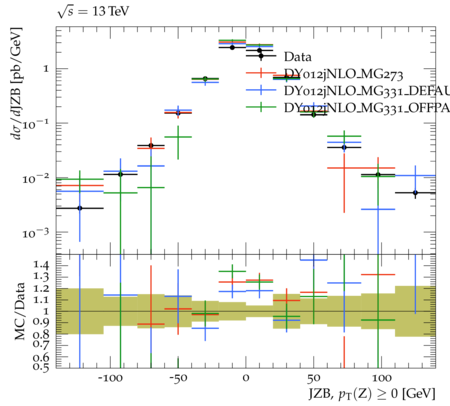 √s = 13 TeV
dσ/dJZB [pb/GeV]
1
10⁻¹
10⁻²
10⁻³
Data
DY012jNLO_MG273
DY012jNLO_MG331_DEFAU
DY012jNLO_MG331_OFFPA
MC/Data
1.4
1.3
1.2
1.1
1
0.9
0.8
0.7
0.6
0.5
-100 -50 0 50 100
JZB, pT(Z) ≥ 0 [GeV]